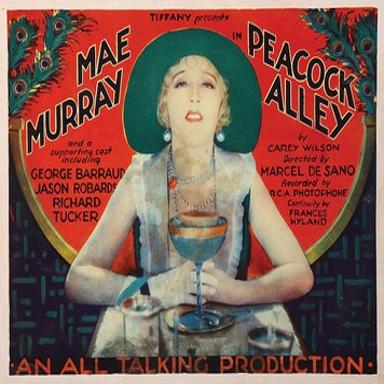 TIFFANY presents
MAE
MURRAY
IN
PEACOCK
ALLEY
and a
supporting cast
including
GEORGE BARRAUD
JASON ROBARDS
RICHARD
TUCKER
by
CAREY WILSON
Directed by
MARCEL DE SANO
Recorded by
R.C.A. PHOTOPHONE
Continuity by
FRANCES
HYLAND
·AN ALL TALKING PRODUCTION·